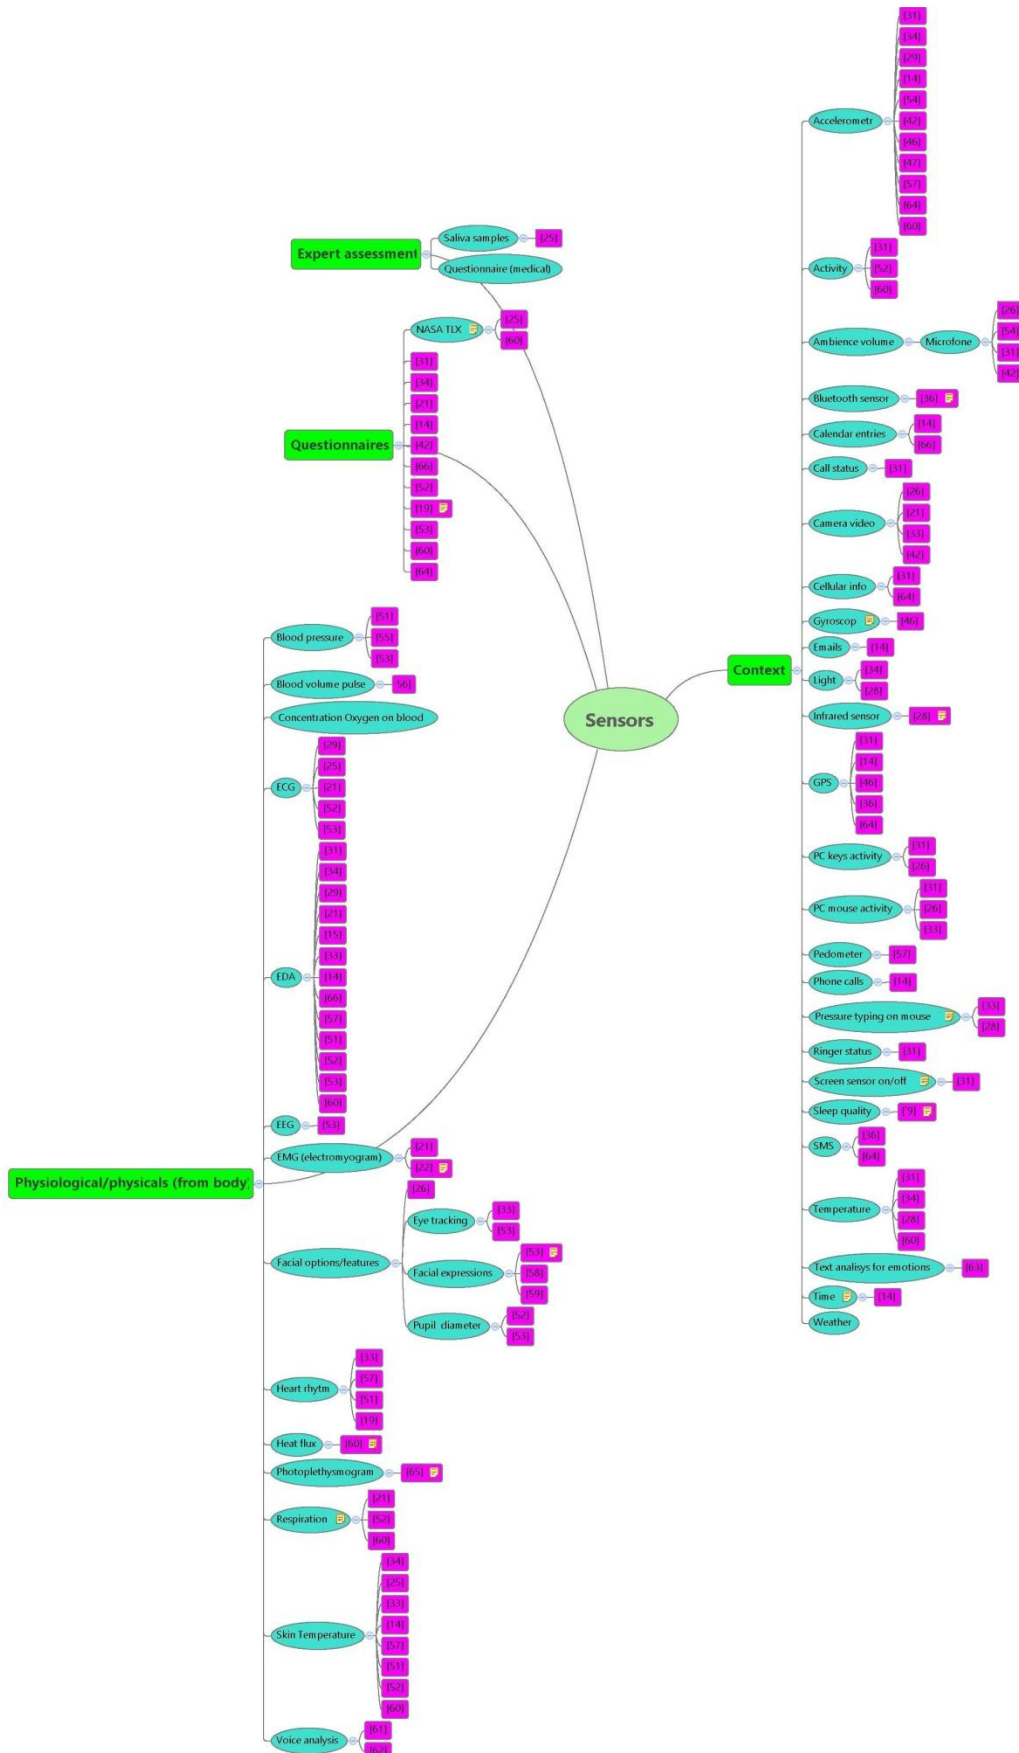 Sensors
Expert assessment
Saliva samples
[25]
Questionnaire (medical)
Questionnaires
NASA TLX
[25]
[60]
[31]
[34]
[21]
[14]
[42]
[66]
[52]
[19]
[53]
[60]
[64]
Physiological/physicals (from body)
Blood pressure
[51]
[55]
[53]
Blood volume pulse
56]
Concentration Oxygen on blood
ECG
[29]
[25]
[21]
[52]
[53]
EDA
[31]
[34]
[29]
[21]
[15]
[33]
[14]
[66]
[57]
[51]
[52]
[53]
[60]
EEG
[53]
EMG (electromyogram)
[21]
[22]
Facial options/features
[26]
Eye tracking
[33]
[53]
Facial expressions
[53]
[58]
[59]
Pupil diameter
[52]
[53]
Heart rhytm
[33]
[57]
[51]
[19]
Heat flux
[60]
Photoplethysmogram
[65]
Respiration
[21]
[52]
[60]
Skin Temperature
[34]
[25]
[33]
[14]
[57]
[51]
[52]
[60]
Voice analysis
[61]
[62]
Context
Accelerometr
[31]
[34]
[29]
[14]
[54]
[42]
[46]
[47]
[57]
[64]
[60]
Activity
[31]
[52]
[60]
Ambience volume
Microfone
[26]
[54]
[31]
[42]
Bluetooth sensor
[36]
Calendar entries
[14]
[66]
Call status
[31]
Camera video
[26]
[21]
[33]
[42]
Cellular info
[31]
[64]
Gyroscop
[46]
Emails
[14]
Light
[34]
[28]
Infrared sensor
[28]
GPS
[31]
[14]
[46]
[36]
[64]
PC keys activity
[31]
[26]
PC mouse activity
[31]
[26]
[33]
Pedometer
[57]
Phone calls
[14]
Pressure typing on mouse
[33]
[28]
Ringer status
[31]
Screen sensor on/off
[31]
Sleep quality
['9]
SMS
[36]
[64]
Temperature
[31]
[34]
[28]
[60]
Text analisys for emotions
[63]
Time
[14]
Weather